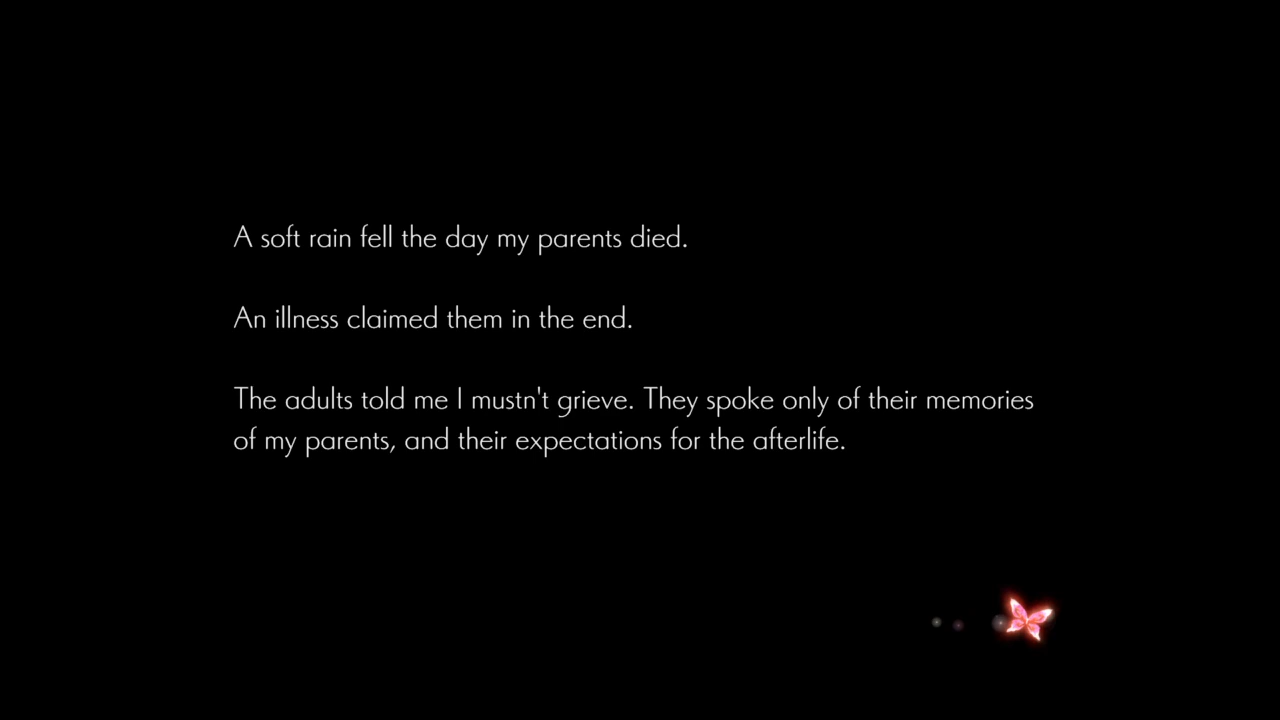 A soft rain fell the day my parents died.
An illness claimed them in the end.
The adults told me I mustn't grieve. They spoke only of their memories
of my parents, and their expectations for the afterlife.